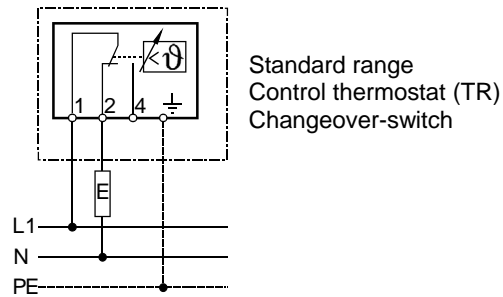 <ϑ
1 2 4
E
Standard range
Control thermostat (TR)
Changeover-switch
L1
N
PE